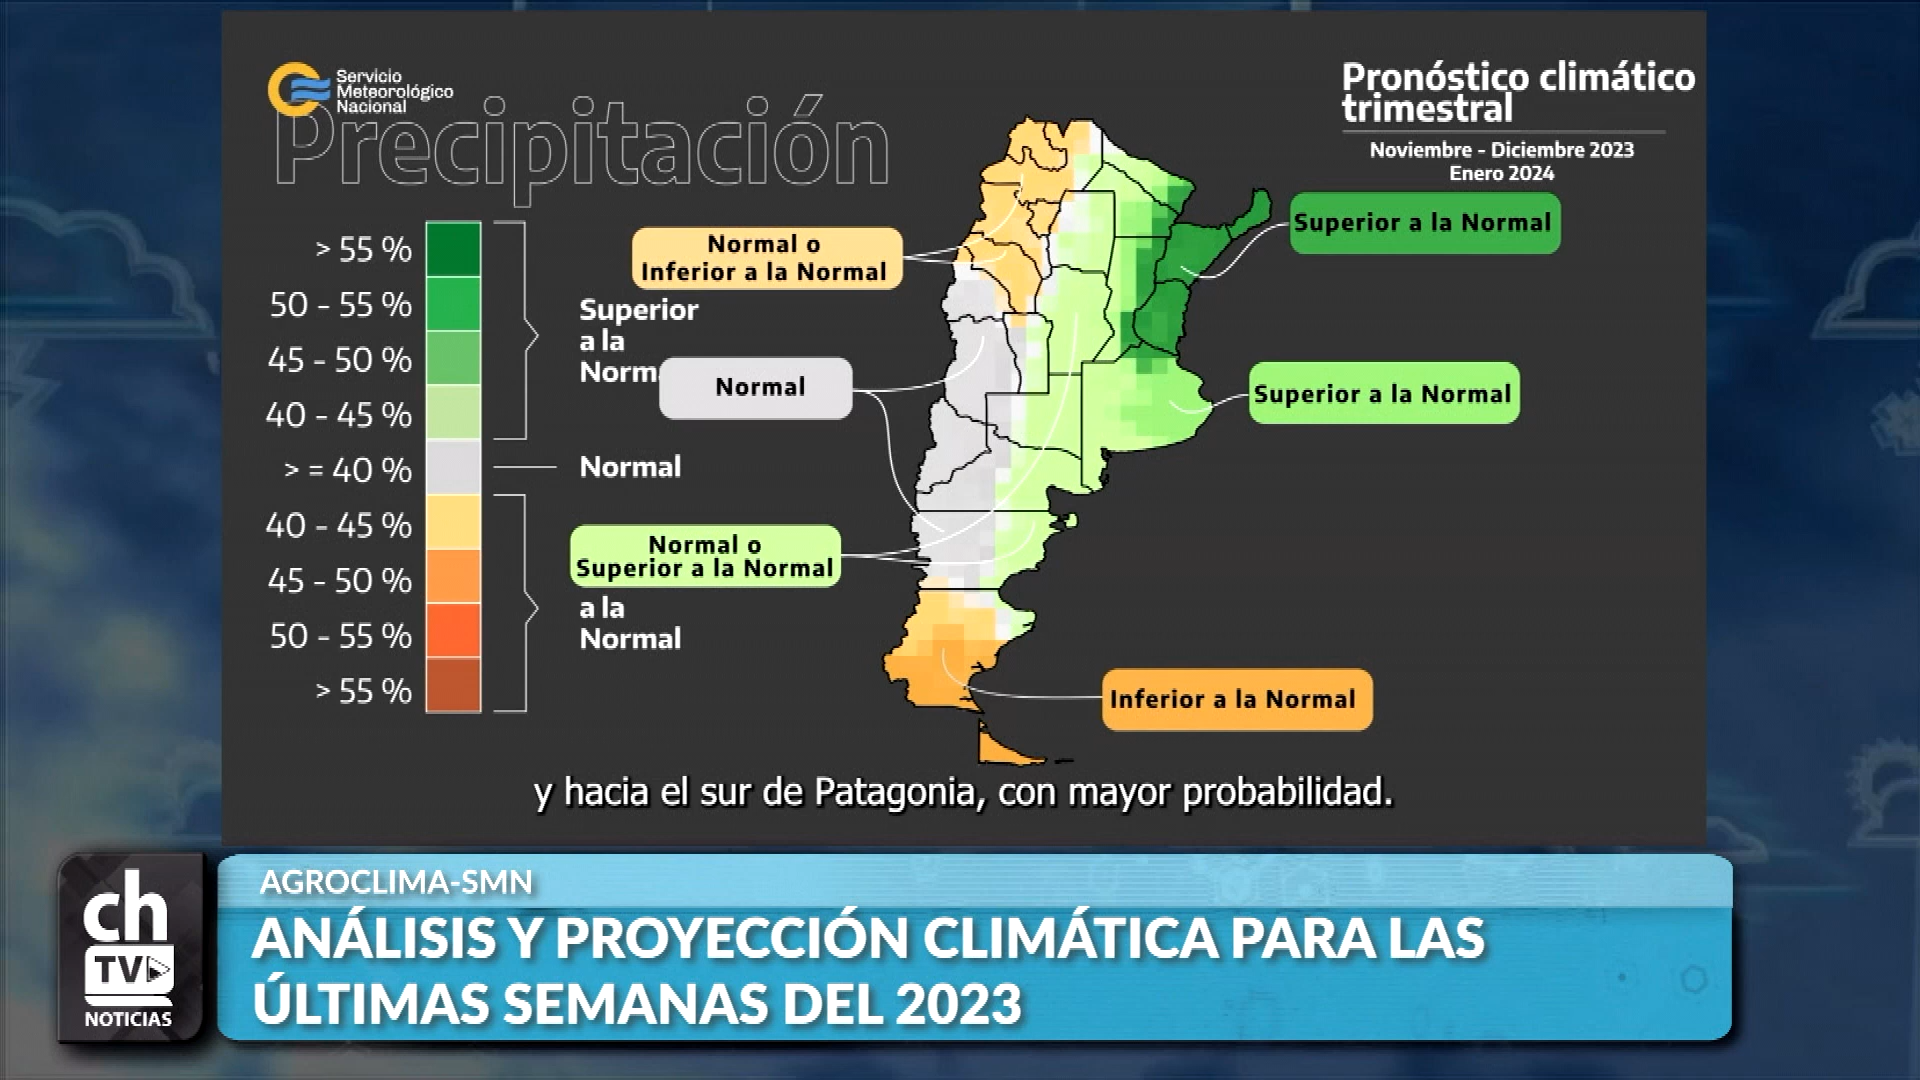 Servicio
Meteorológico
Nacional
Precipitación
Pronóstico climático
trimestral
Noviembre - Diciembre 2023
Enero 2024
> 55 %
50 - 55 %
45 - 50 %
40 - 45 %
> = 40 %
40 - 45 %
45 - 50 %
50 - 55 %
> 55 %
Superior
a la
Norma
Normal
a la
Normal
Normal o
Inferior a la Normal
Normal
Normal o
Superior a la Normal
Superior a la Normal
Superior a la Normal
Inferior a la Normal
y hacia el sur de Patagonia, con mayor probabilidad.
AGROCLIMA-SMN
ANÁLISIS Y PROYECCIÓN CLIMÁTICA PARA LAS
ÚLTIMAS SEMANAS DEL 2023
ch
TV
NOTICIAS